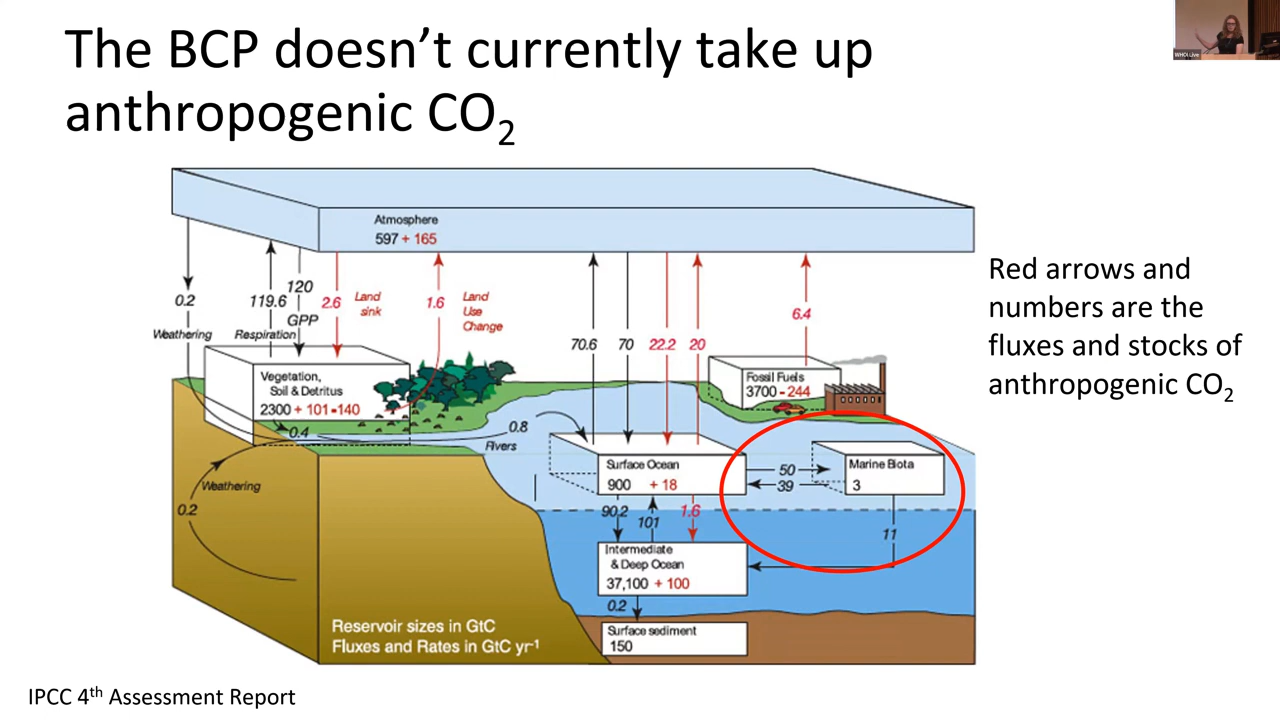 The BCP doesn’t currently take up
anthropogenic CO₂
WHOI Live
Atmosphere
597 + 165
0.2
Weathering
119.6
Respiration
120
GPP
2.6
Land
sink
1.6
Land
Use
Change
70.6
70
22.2
20
6.4
Red arrows and
numbers are the
fluxes and stocks of
anthropogenic CO₂
Vegetation,
Soil & Detritus
2300 + 101-140
0.4
Fossil Fuels
3700 - 244
0.8
Rivers
Weathering
0.2
Surface Ocean
900 + 18
50
39
Marine Biota
3
90.2
101
1.6
11
Intermediate
& Deep Ocean
37,100 + 100
0.2
Surface sediment
150
Reservoir sizes in GtC
Fluxes and Rates in GtC yr⁻¹
IPCC 4ᵗʰ Assessment Report